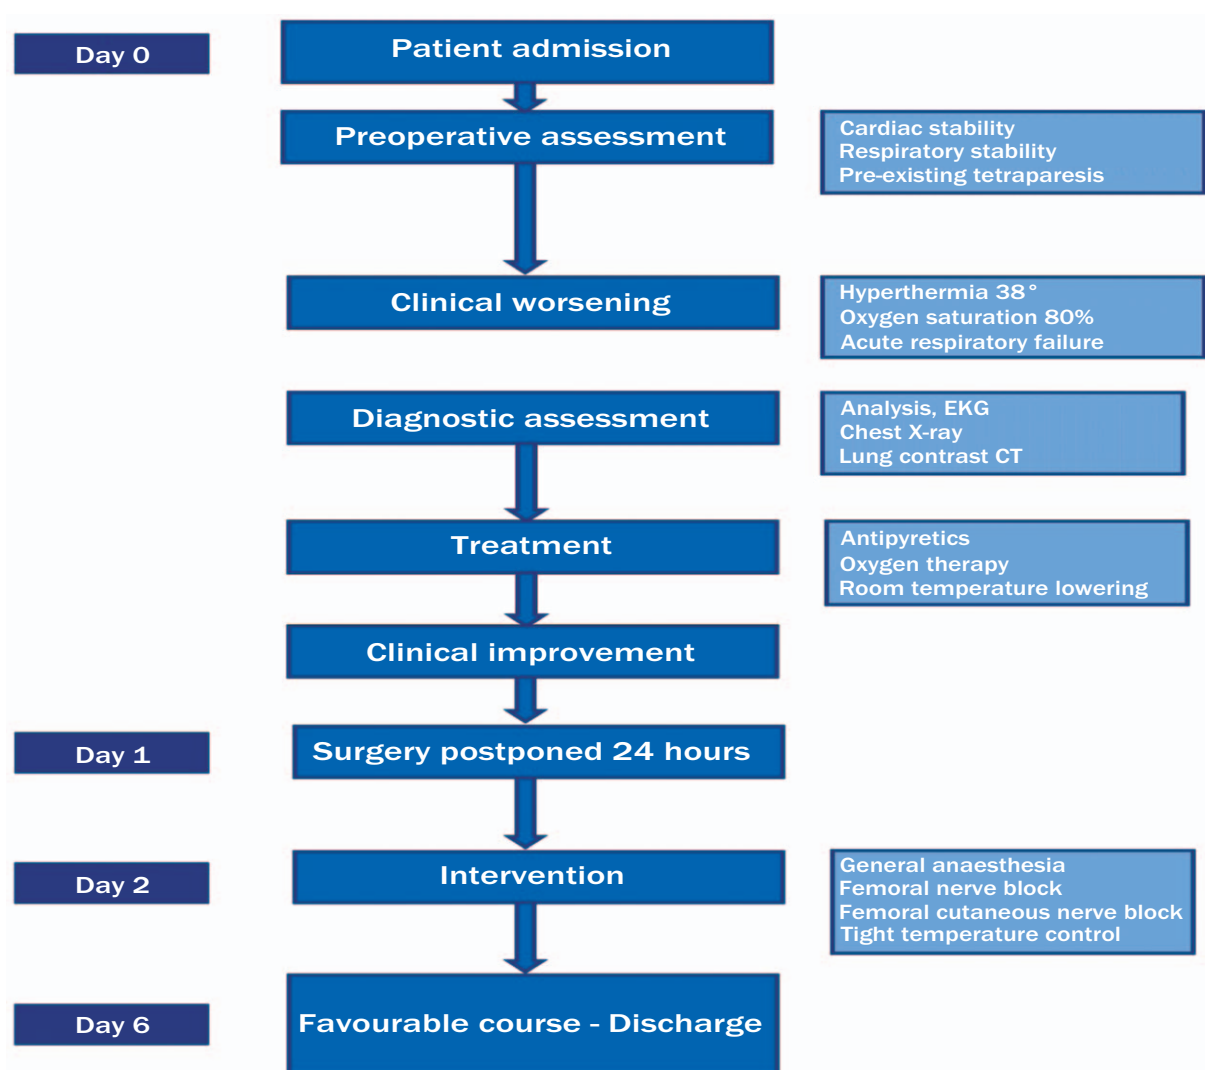 Day 0
Patient admission
Preoperative assessment
Cardiac stability
Respiratory stability
Pre-existing tetraparesis
Clinical worsening
Hyperthermia 38°
Oxygen saturation 80%
Acute respiratory failure
Diagnostic assessment
Analysis, EKG
Chest X-ray
Lung contrast CT
Treatment
Antipyretics
Oxygen therapy
Room temperature lowering
Clinical improvement
Day 1
Surgery postponed 24 hours
Day 2
Intervention
General anaesthesia
Femoral nerve block
Femoral cutaneous nerve block
Tight temperature control
Day 6
Favourable course - Discharge